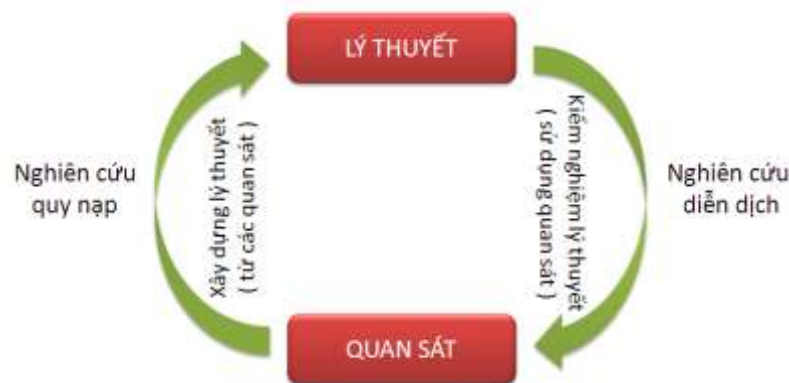 LÝ THUYẾT
Nghiên cứu
quy nạp
Xây dựng lý thuyết
( từ các quan sát )
Kiểm nghiệm lý thuyết
( sử dụng quan sát )
Nghiên cứu
diễn dịch
QUAN SÁT